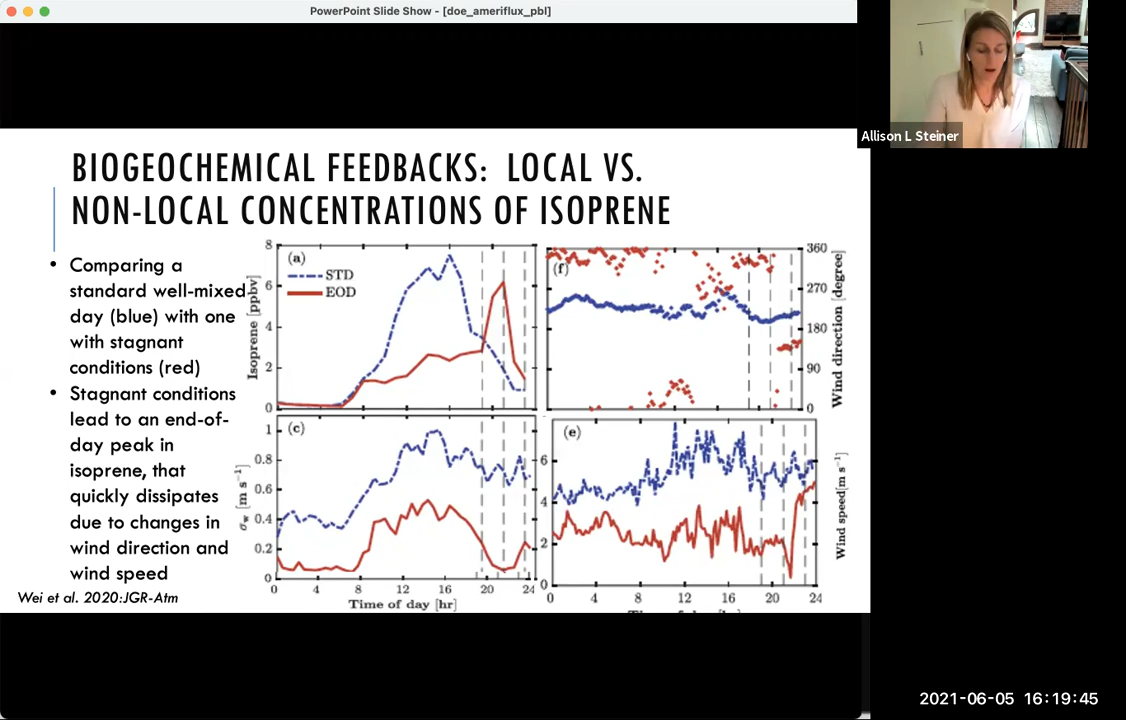 PowerPoint Slide Show - [doe_ameriflux_pbl]
Allison L Steiner
BIOGEOCHEMICAL FEEDBACKS: LOCAL VS.
NON-LOCAL CONCENTRATIONS OF ISOPRENE
• Comparing a
standard well-mixed
day (blue) with one
with stagnant
conditions (red)
• Stagnant conditions
lead to an end-of-
day peak in
isoprene, that
quickly dissipates
due to changes in
wind direction and
wind speed
Wei et al. 2020:JGR-Atm
(a)
STD
EOD
Isoprene [ppbv]
8
6
4
2
0
(f)
360
270
180
90
0
Wind direction [degree]
(c)
1
0.8
0.6
0.4
0.2
0
σw [m s⁻¹]
0 4 8 12 16 20 24
Time of day [hr]
(e)
6
4
2
0
Wind speed[m s⁻¹]
0 4 8 12 16 20 24
2021-06-05 16:19:45